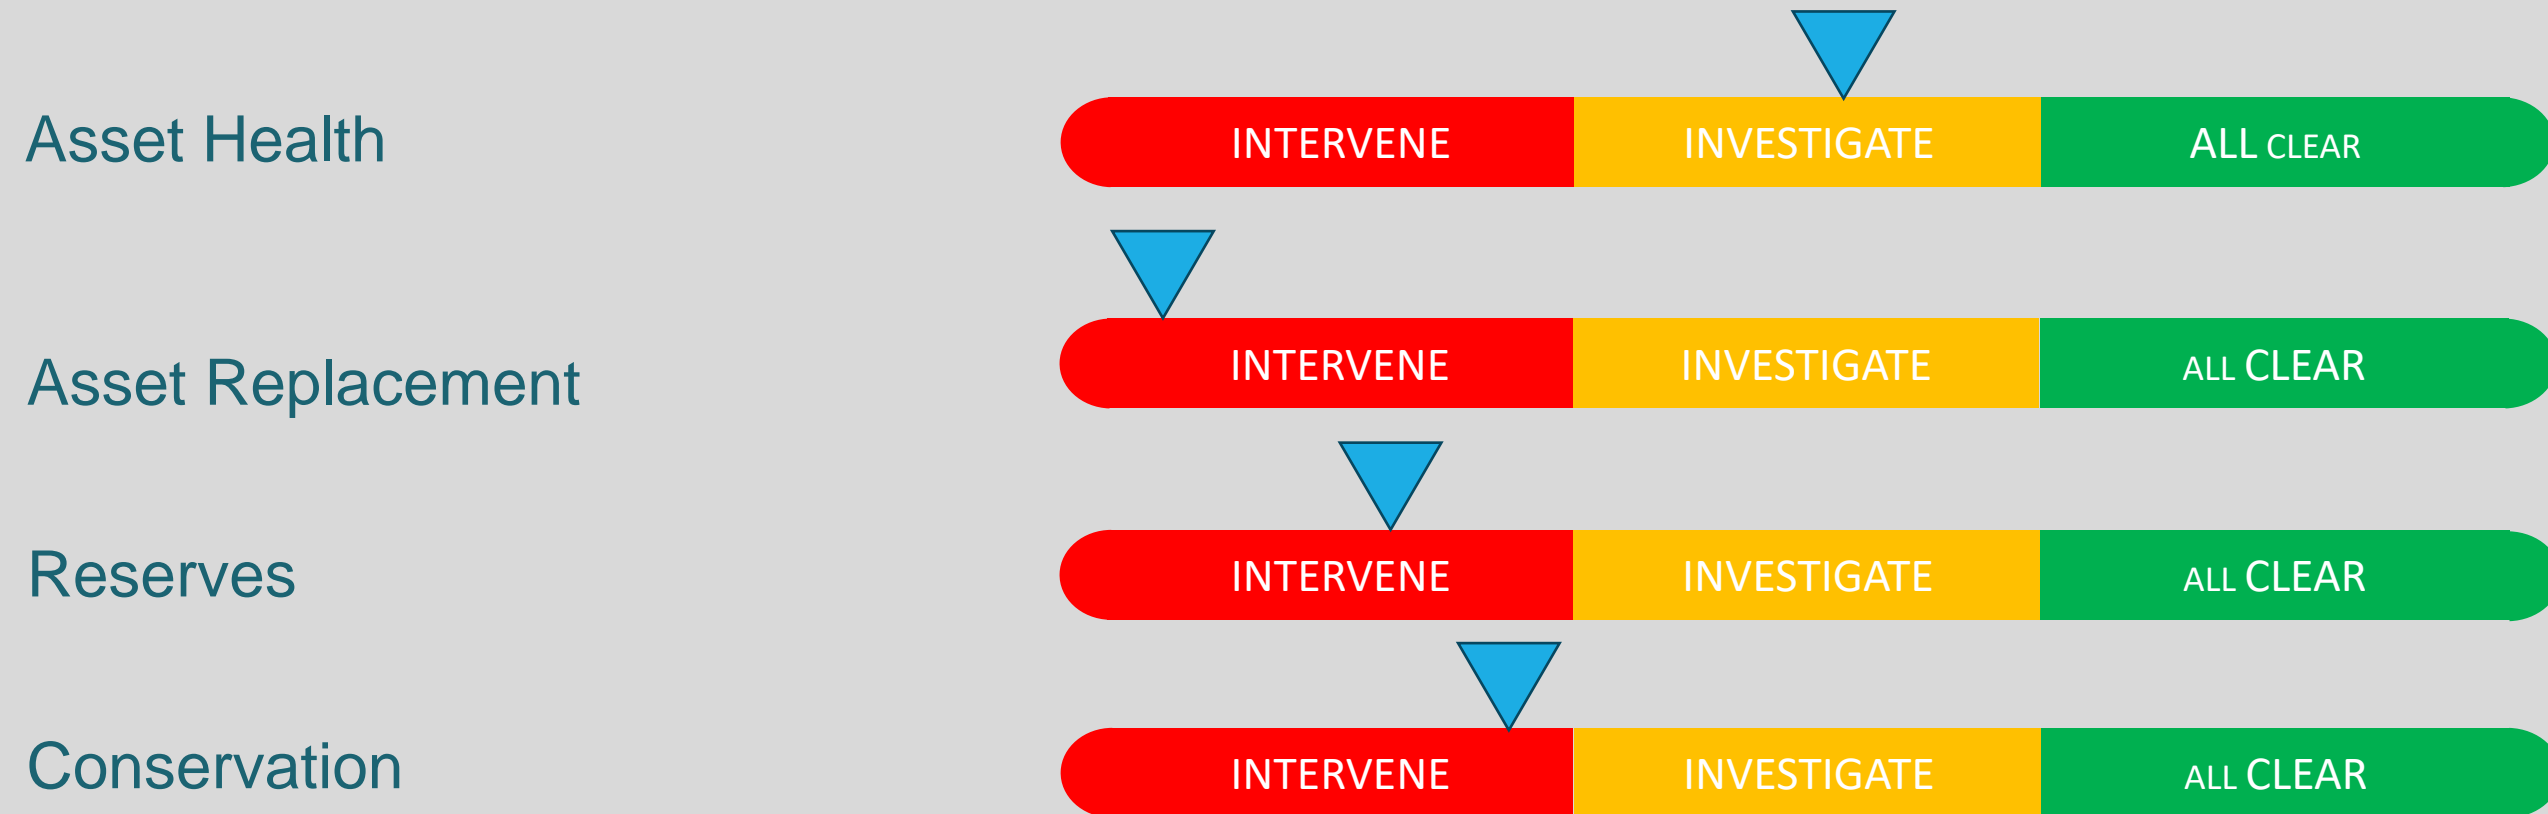 Asset Health INTERVENE INVESTIGATE ALL CLEAR
Asset Replacement INTERVENE INVESTIGATE ALL CLEAR
Reserves INTERVENE INVESTIGATE ALL CLEAR
Conservation INTERVENE INVESTIGATE ALL CLEAR